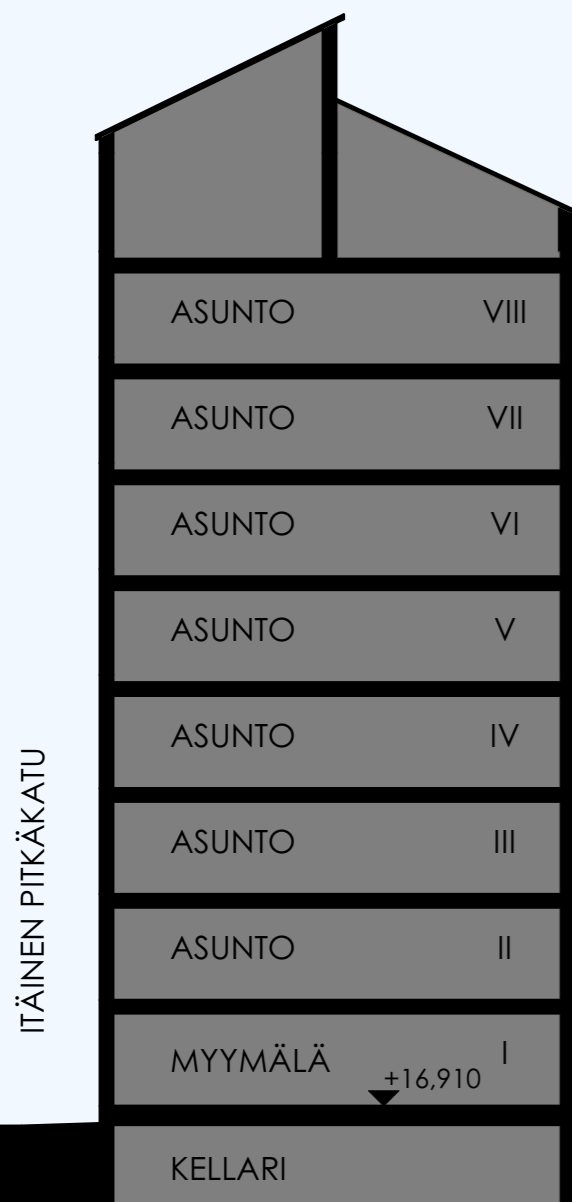 ASUNTO VIII
ASUNTO VII
ASUNTO VI
ASUNTO V
ASUNTO IV
ASUNTO III
ASUNTO II
MYYMÄLÄ I
+16,910
KELLARI
ITÄINEN PITKÄKATU